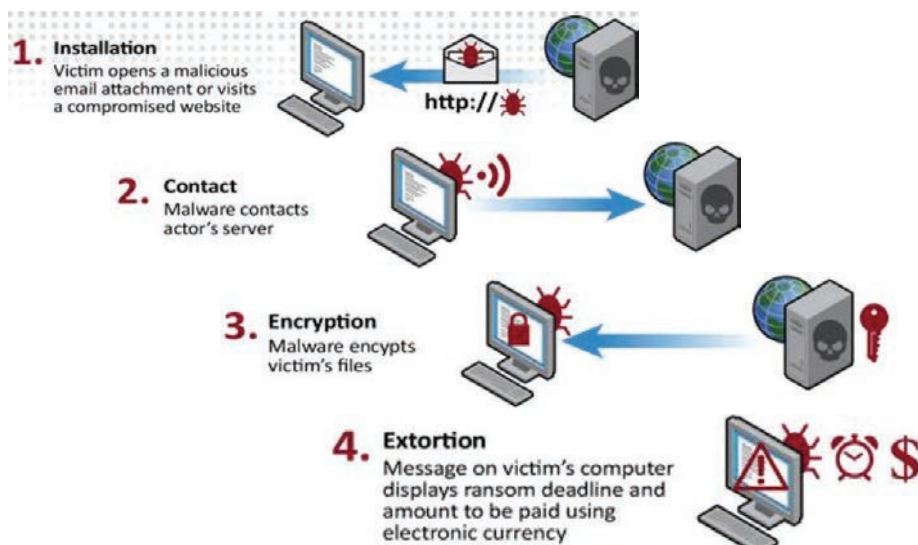 1. Installation
Victim opens a malicious
email attachment or visits
a compromised website
http://
2. Contact
Malware contacts
actor's server
3. Encryption
Malware encypts
victim's files
4. Extortion
Message on victim's computer
displays ransom deadline and
amount to be paid using
electronic currency
$